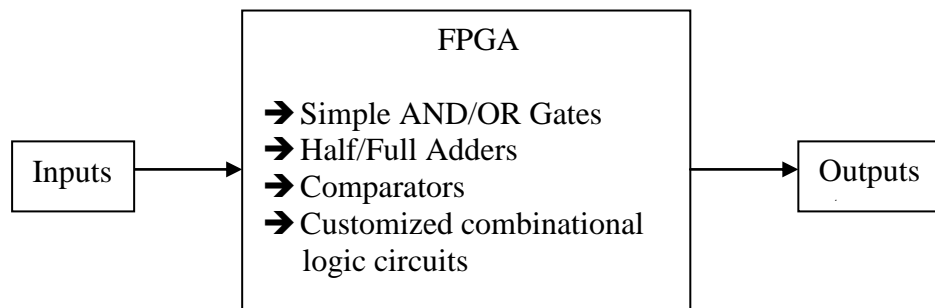 FPGA
➔ Simple AND/OR Gates
➔ Half/Full Adders
➔ Comparators
➔ Customized combinational
logic circuits
Inputs
Outputs